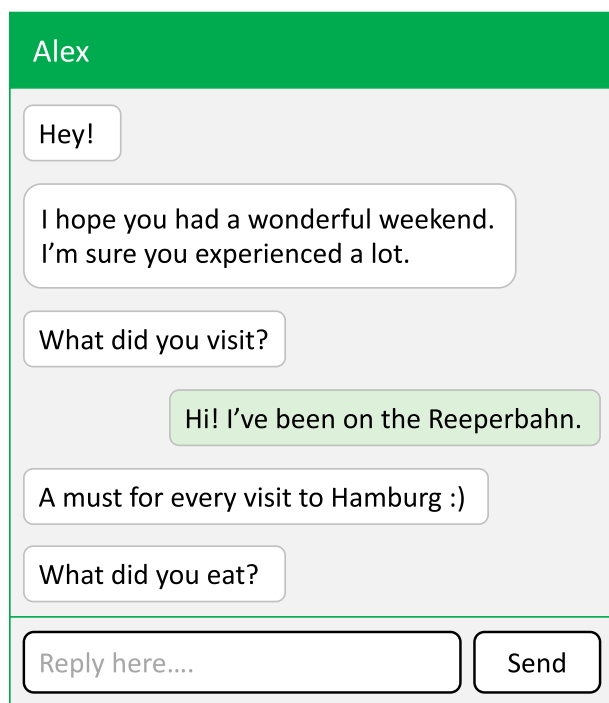 Alex
Hey!
I hope you had a wonderful weekend.
I’m sure you experienced a lot.
What did you visit?
Hi! I’ve been on the Reeperbahn.
A must for every visit to Hamburg :)
What did you eat?
Reply here....
Send